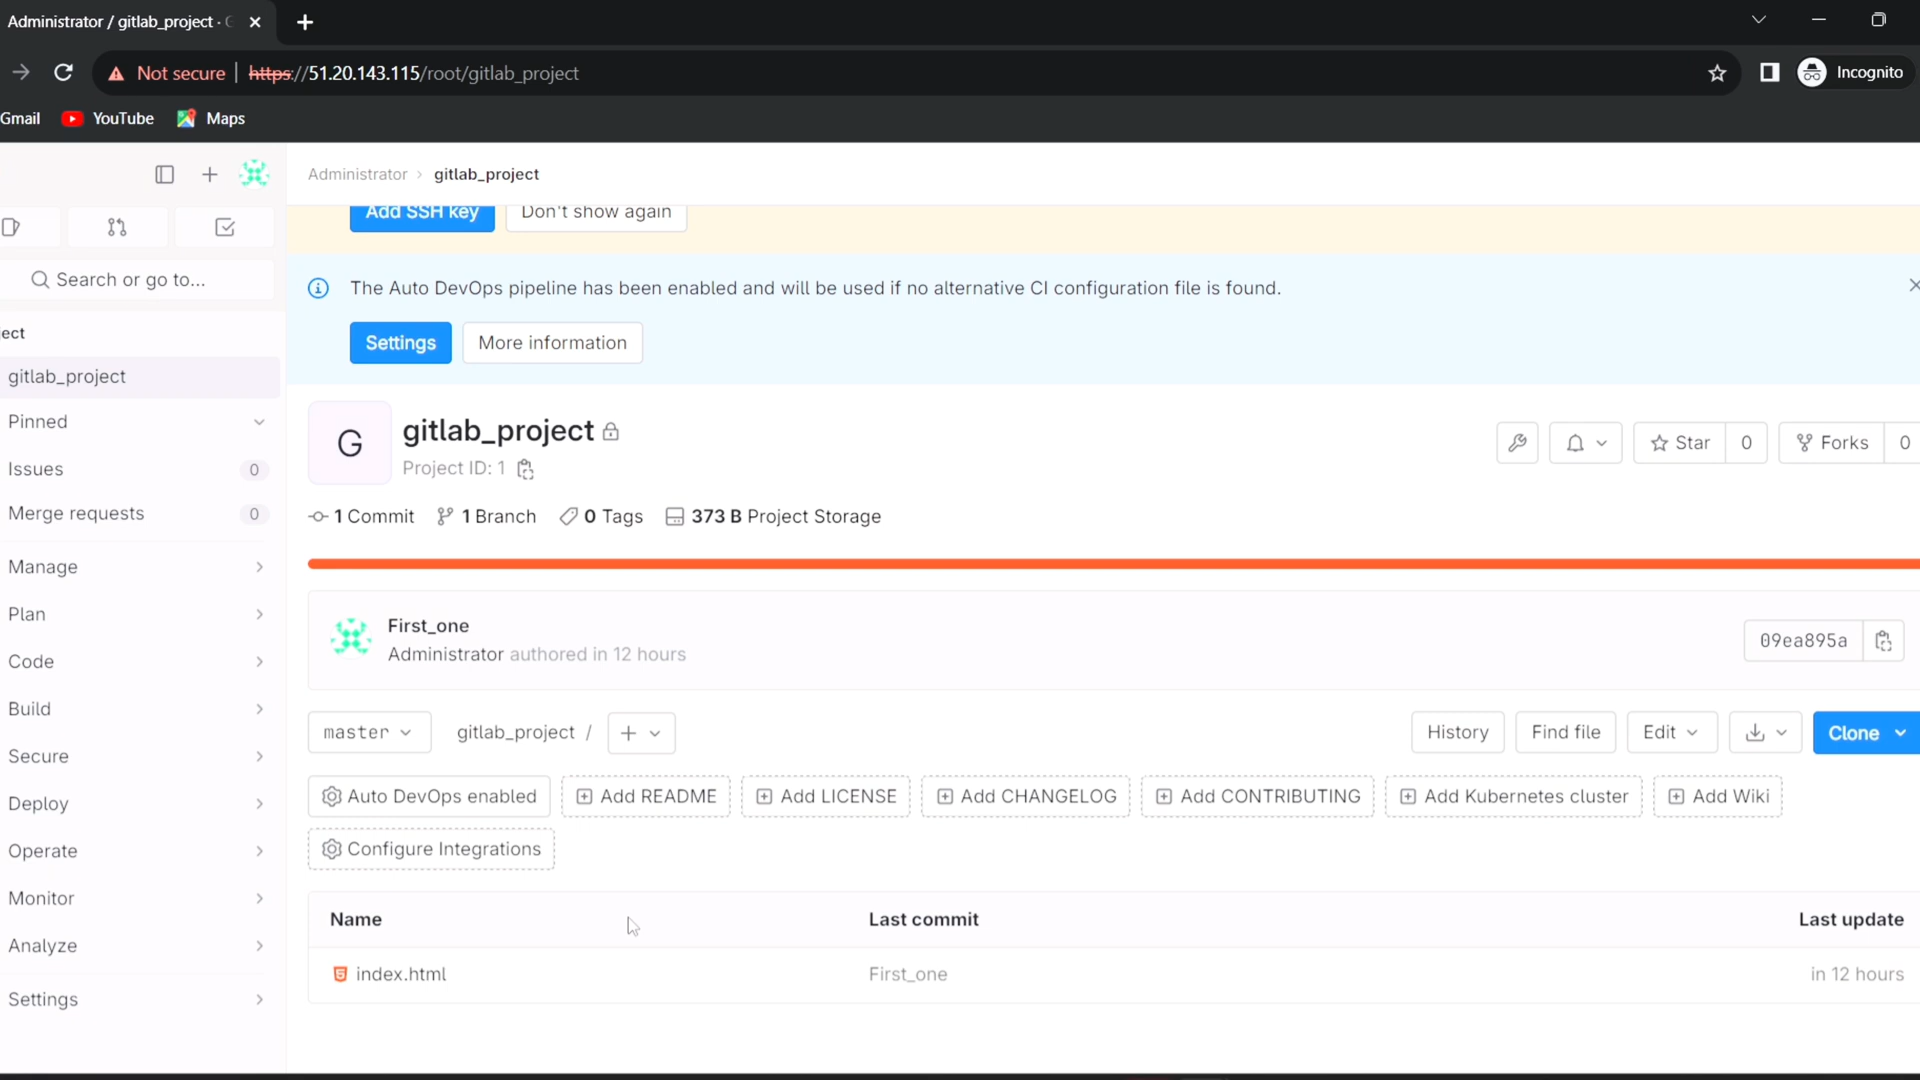 Administrator / gitlab_project ·
Not secure | https://51.20.143.115/root/gitlab_project
Incognito
Gmail YouTube Maps
Administrator › gitlab_project
Add SSH key Don't show again
Search or go to...
The Auto DevOps pipeline has been enabled and will be used if no alternative CI configuration file is found.
Settings More information
ect
gitlab_project
Pinned
Issues 0
Merge requests 0
Manage
Plan
Code
Build
Secure
Deploy
Operate
Monitor
Analyze
Settings
G
gitlab_project
Project ID: 1
Star 0 Forks 0
1 Commit 1 Branch 0 Tags 373 B Project Storage
First_one
Administrator authored in 12 hours
09ea895a
master gitlab_project / + History Find file Edit Clone
Auto DevOps enabled Add README Add LICENSE Add CHANGELOG Add CONTRIBUTING Add Kubernetes cluster Add Wiki
Configure Integrations
Name Last commit Last update
index.html First_one in 12 hours